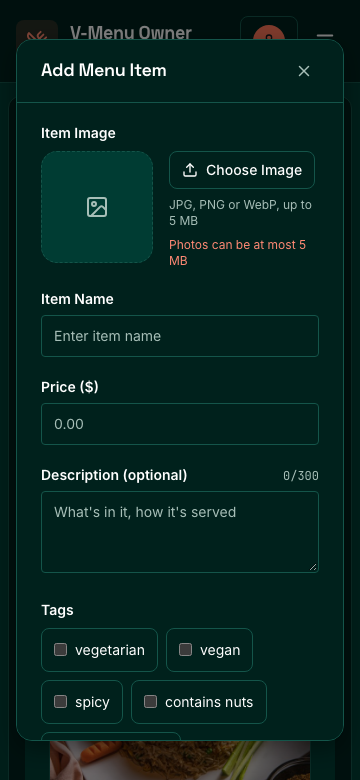 V-Menu Owner
Add Menu Item
Item Image
Choose Image
JPG, PNG or WebP, up to
5 MB
Photos can be at most 5
MB
Item Name
Enter item name
Price ($)
0.00
Description (optional)
0/300
What's in it, how it's served
Tags
vegetarian
vegan
spicy
contains nuts